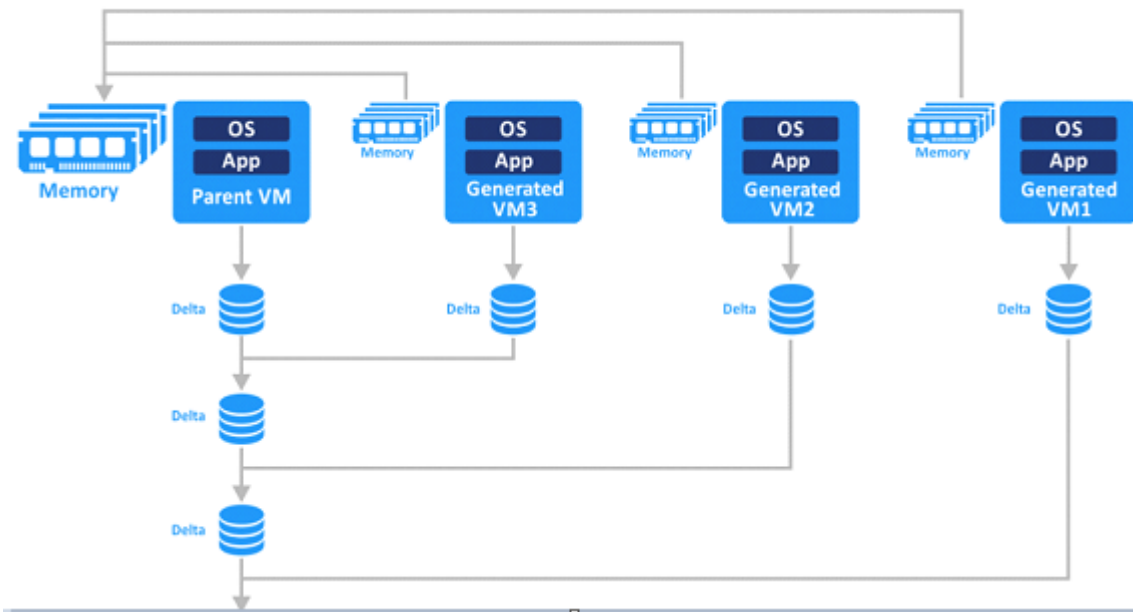 OS
App
Parent VM
Memory
OS
App
Generated
VM3
Memory
OS
App
Generated
VM2
Memory
OS
App
Generated
VM1
Memory
Delta
Delta
Delta
Delta
Delta
Delta